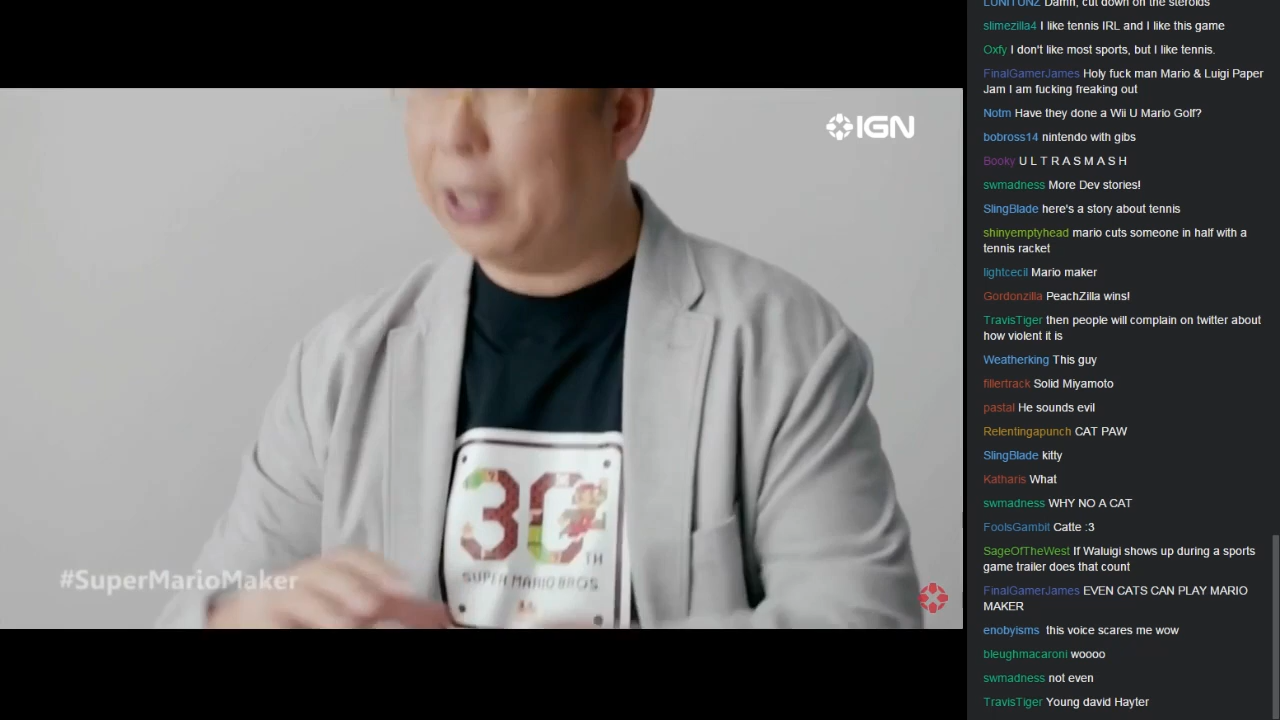 IGN
30
TH
SUPER MARIO BROS
#SuperMarioMaker
LUNITUNZ Damn, cut down on the steroids
slimezilla4 I like tennis IRL and I like this game
Oxfy I don't like most sports, but I like tennis.
FinalGamerJames Holy fuck man Mario & Luigi Paper
Jam I am fucking freaking out
Notm Have they done a Wii U Mario Golf?
bobross14 nintendo with gibs
Booky U L T R A S M A S H
swmadness More Dev stories!
SlingBlade here's a story about tennis
shinyemptyhead mario cuts someone in half with a
tennis racket
lightcecil Mario maker
Gordonzilla PeachZilla wins!
TravisTiger then people will complain on twitter about
how violent it is
Weatherking This guy
fillertrack Solid Miyamoto
pastal He sounds evil
Relentingapunch CAT PAW
SlingBlade kitty
Katharis What
swmadness WHY NO A CAT
FoolsGambit Catte :3
SageOfTheWest If Waluigi shows up during a sports
game trailer does that count
FinalGamerJames EVEN CATS CAN PLAY MARIO
MAKER
enobyisms this voice scares me wow
bleughmacaroni woooo
swmadness not even
TravisTiger Young david Hayter